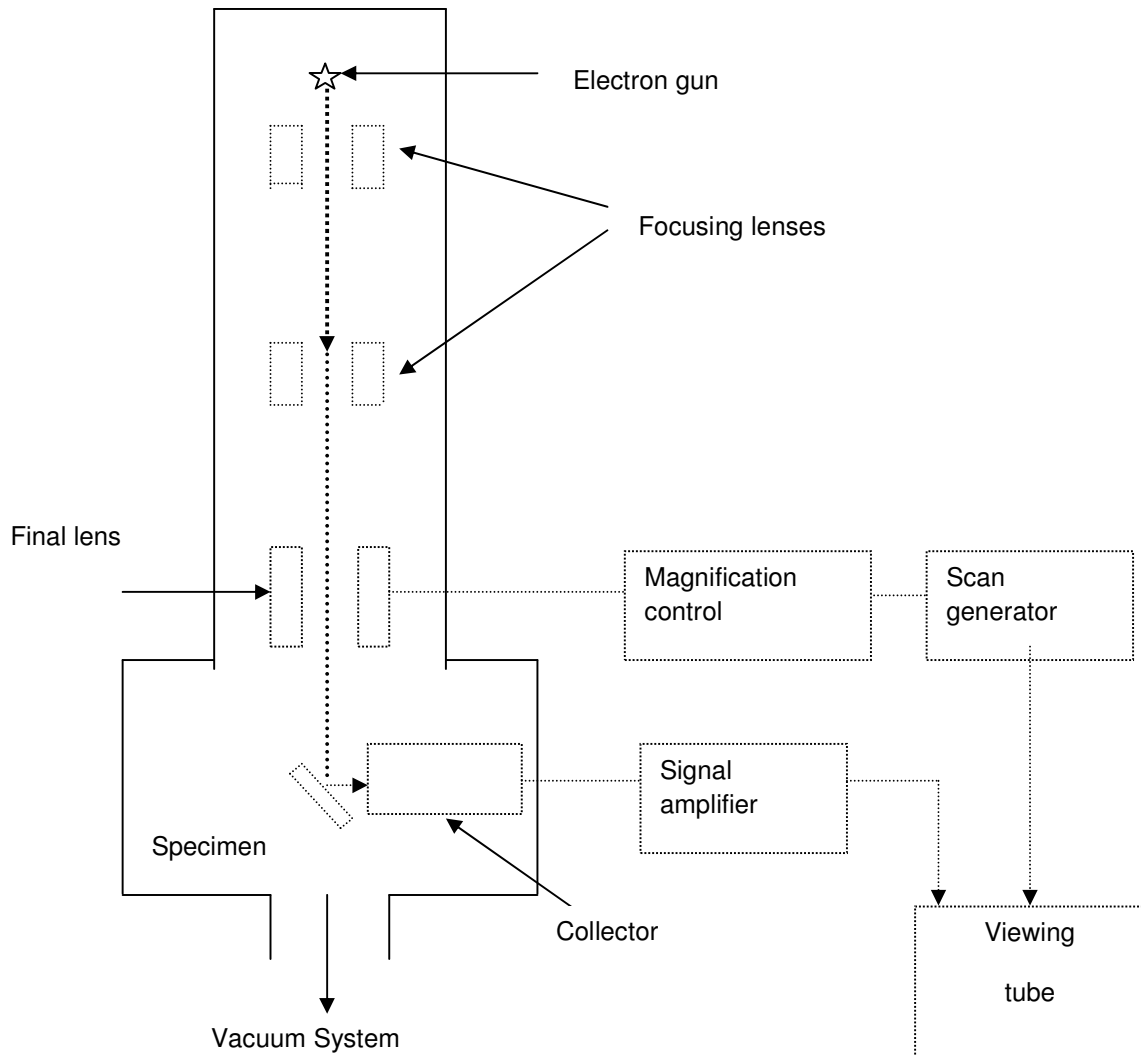 Electron gun
Focusing lenses
Final lens
Magnification
control
Scan
generator
Signal
amplifier
Specimen
Collector
Viewing
tube
Vacuum System